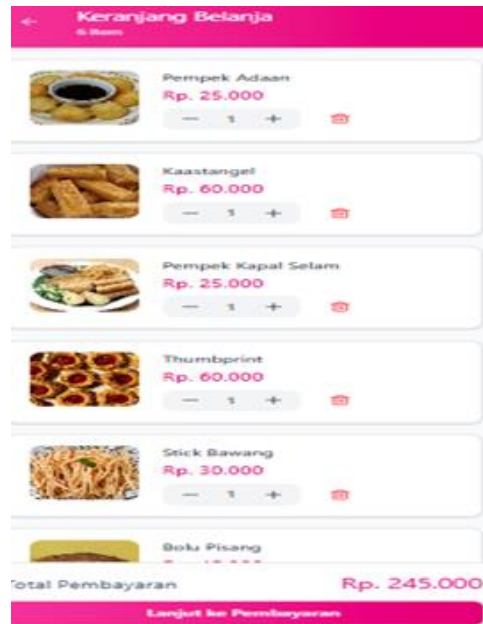 Keranjang Belanja
6 Item
Pempek Adaan
Rp. 25.000
— 1 +
Kaastangel
Rp. 60.000
— 1 +
Pempek Kapal Selam
Rp. 25.000
— 1 +
Thumbprint
Rp. 60.000
— 1 +
Stick Bawang
Rp. 30.000
— 1 +
Bolu Pisang
Total Pembayaran Rp. 245.000
Lanjut ke Pembayaran